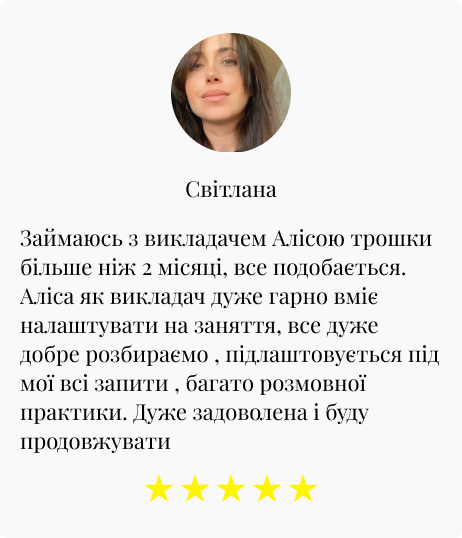 Світлана
Займаюсь з викладачем Алісою трошки
більше ніж 2 місяці, все подобається.
Аліса як викладач дуже гарно вміє
налаштувати на заняття, все дуже
добре розбираємо , підлаштовується під
мої всі запити , багато розмовної
практики. Дуже задоволена і буду
продовжувати